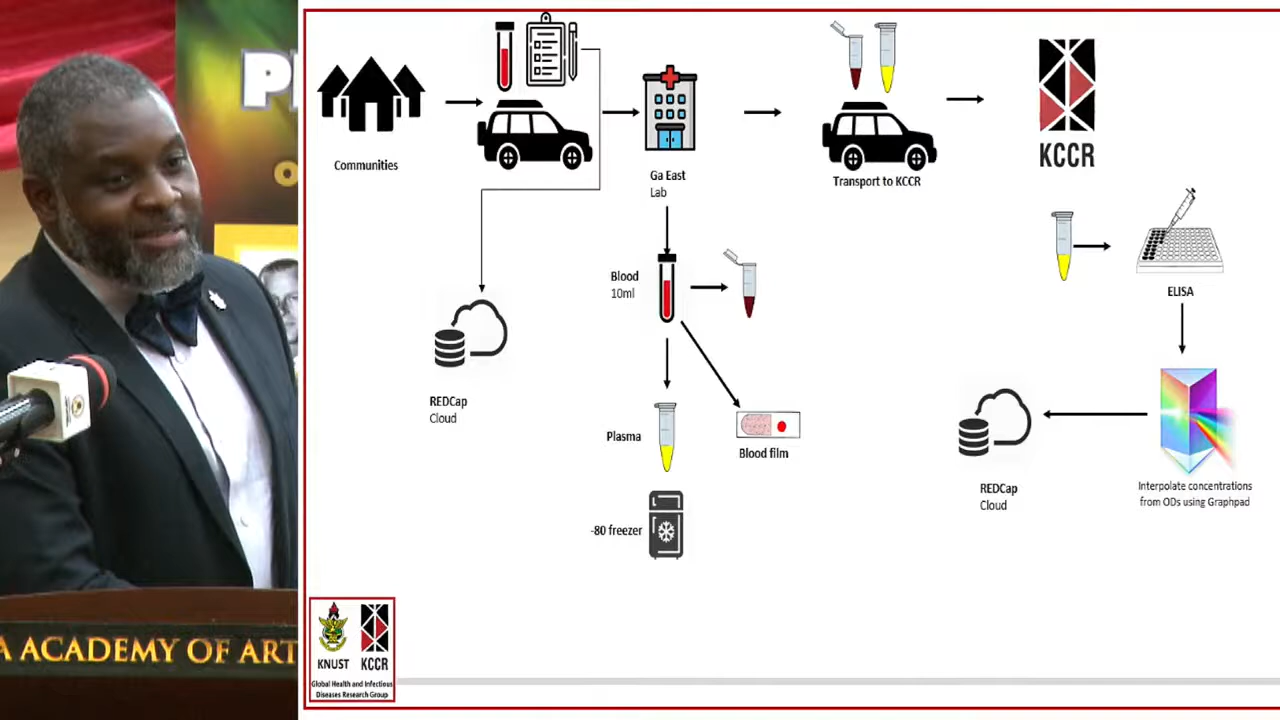 Communities
Ga East
Lab
Transport to KCCR
KCCR
Blood
10ml
ELISA
REDCap
Cloud
Plasma
Blood film
REDCap
Cloud
Interpolate concentrations
from ODs using Graphpad
-80 freezer
KNUST
KCCR
Global Health and Infectious
Diseases Research Group
A ACADEMY OF ART